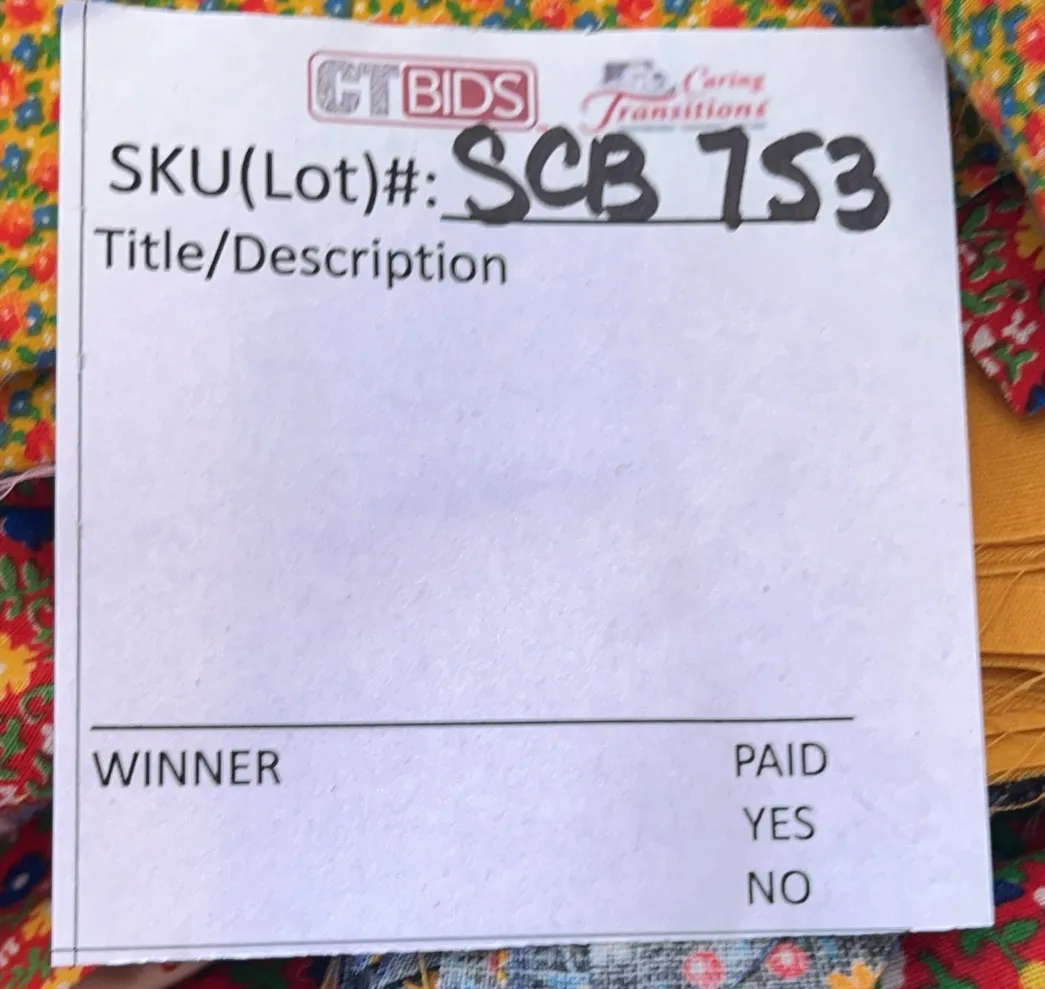 CTBIDS Caring
Transitions
SKU(Lot)#: SCB 753
Title/Description
WINNER PAID
YES
NO